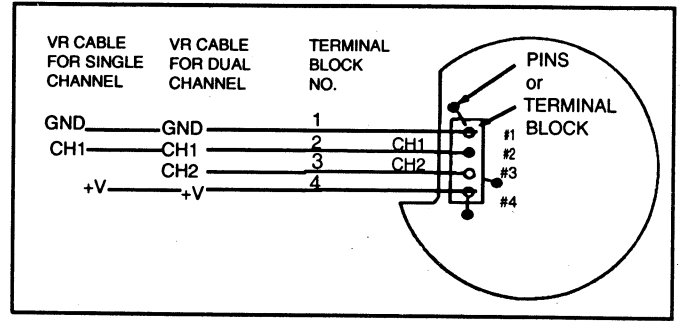 VR CABLE
FOR SINGLE
CHANNEL
VR CABLE
FOR DUAL
CHANNEL
TERMINAL
BLOCK
NO.
PINS
or
TERMINAL
BLOCK
GND GND 1 #1
CH1 CH1 2 CH1 #2
CH2 3 CH2 #3
+V +V 4 #4